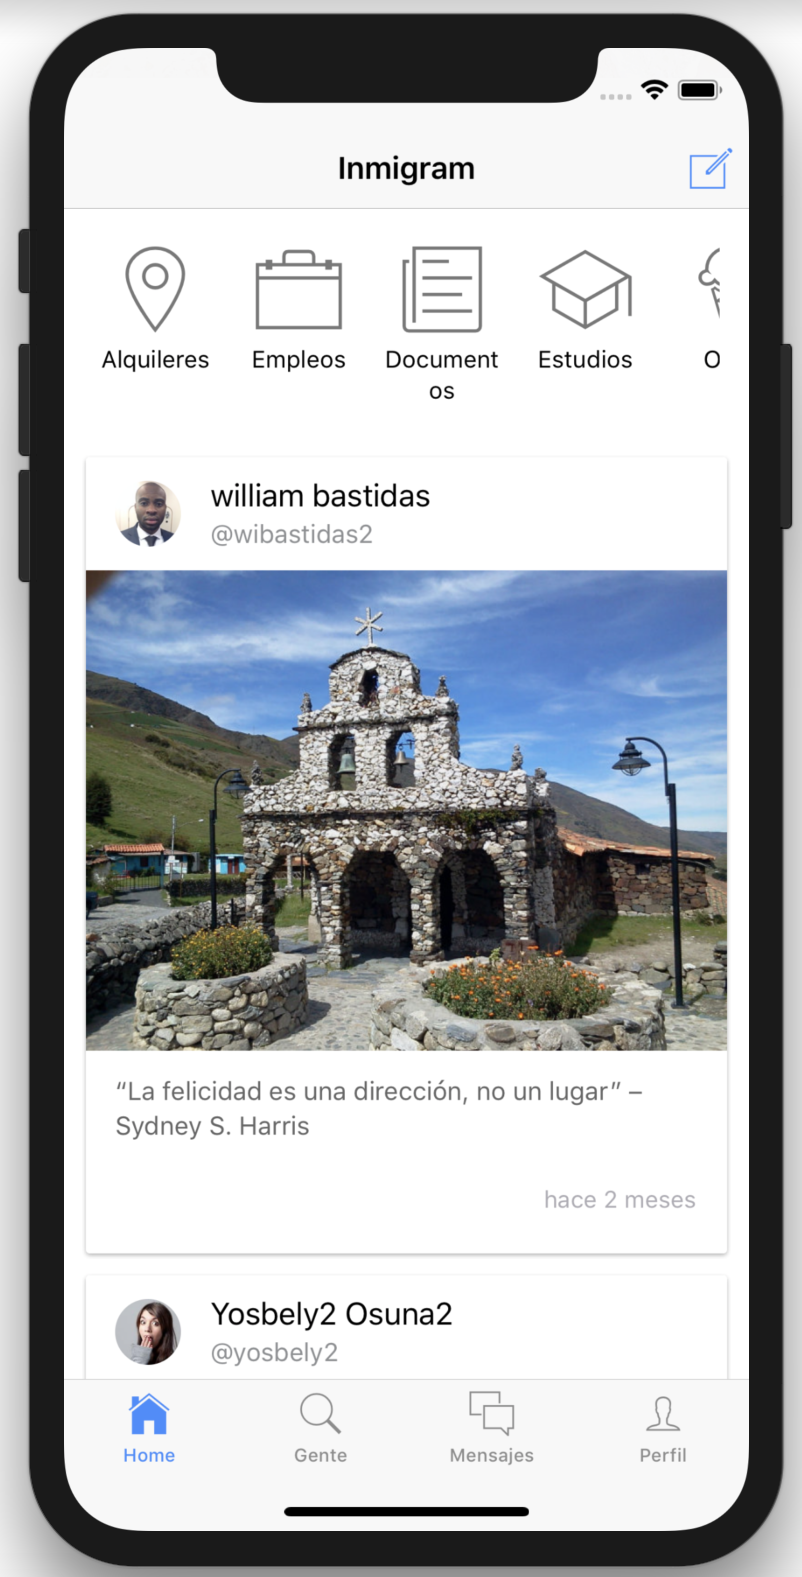 Inmigram
Alquileres
Empleos
Document
os
Estudios
O
william bastidas
@wibastidas2
“La felicidad es una dirección, no un lugar” –
Sydney S. Harris
hace 2 meses
Yosbely2 Osuna2
@yosbely2
Home
Gente
Mensajes
Perfil